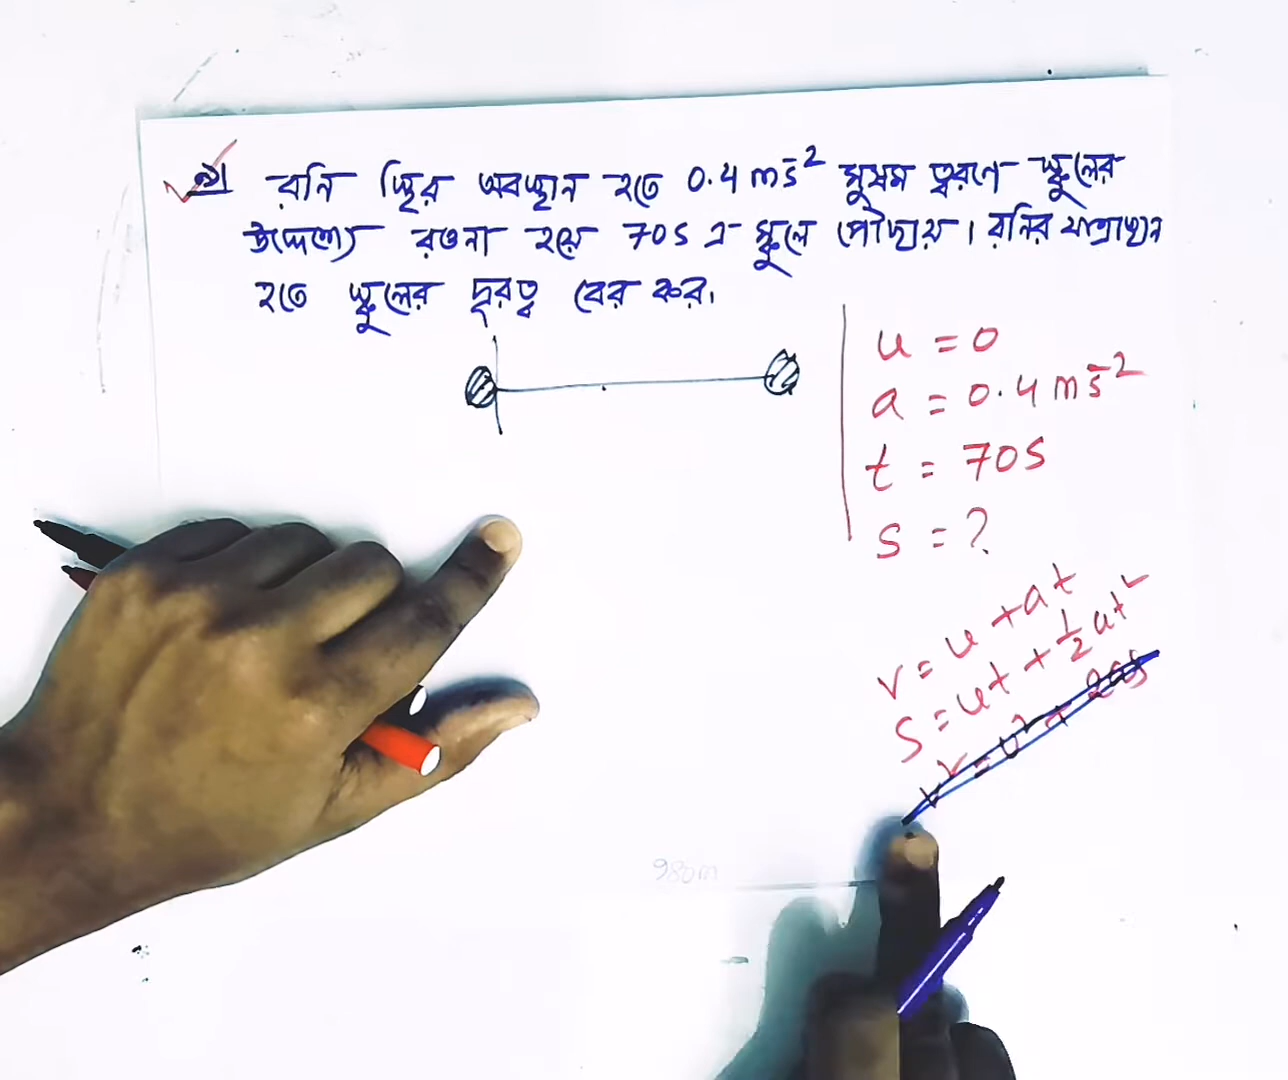 প্রশ্ন রনি স্থির অবস্থান হতে 0.4 ms⁻² সুষম ত্বরণে স্কুলের
উদ্দেশ্যে রওনা হয়ে 70s এ স্কুলে পৌঁছায়। রনির যাত্রাস্থান
হতে স্কুলের দূরত্ব বের কর।
u = 0
a = 0.4 ms⁻²
t = 70s
s = ?
v = u + at
s = ut + ½at²
980m